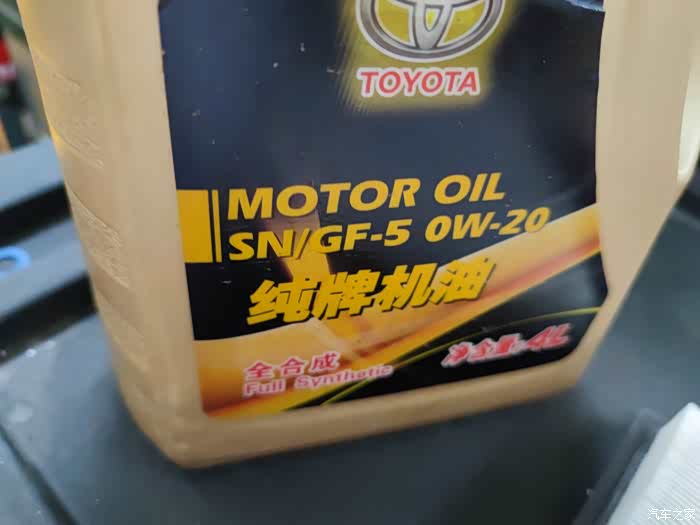 TOYOTA
MOTOR OIL
SN/GF-5 0W-20
纯牌机油
全合成
Full Synthetic
净含量:4L
汽车之家